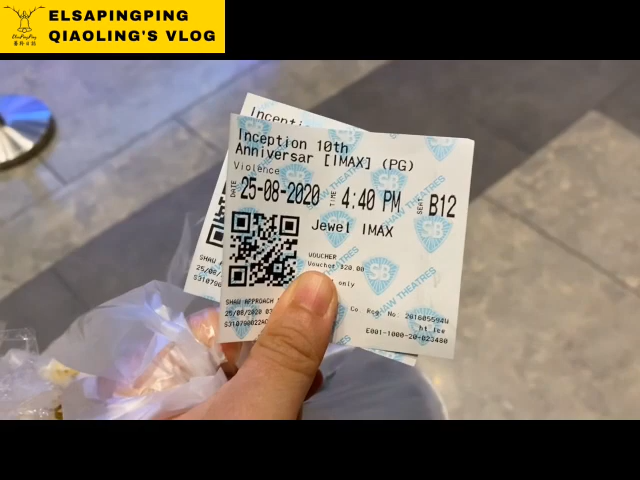 ELSAPINGPING
QIAOLING'S VLOG
Inception 10th
Anniversar [IMAX] (PG)
Violence
DATE 25-08-2020 TIME 4:40 PM SEAT B12
Jewel IMAX
VOUCHER
Voucher $20.00
only
SHAW APPROACH
25/08/2020
Co Reg No
E001-1000-20-023480
SB
SHAW THEATRES